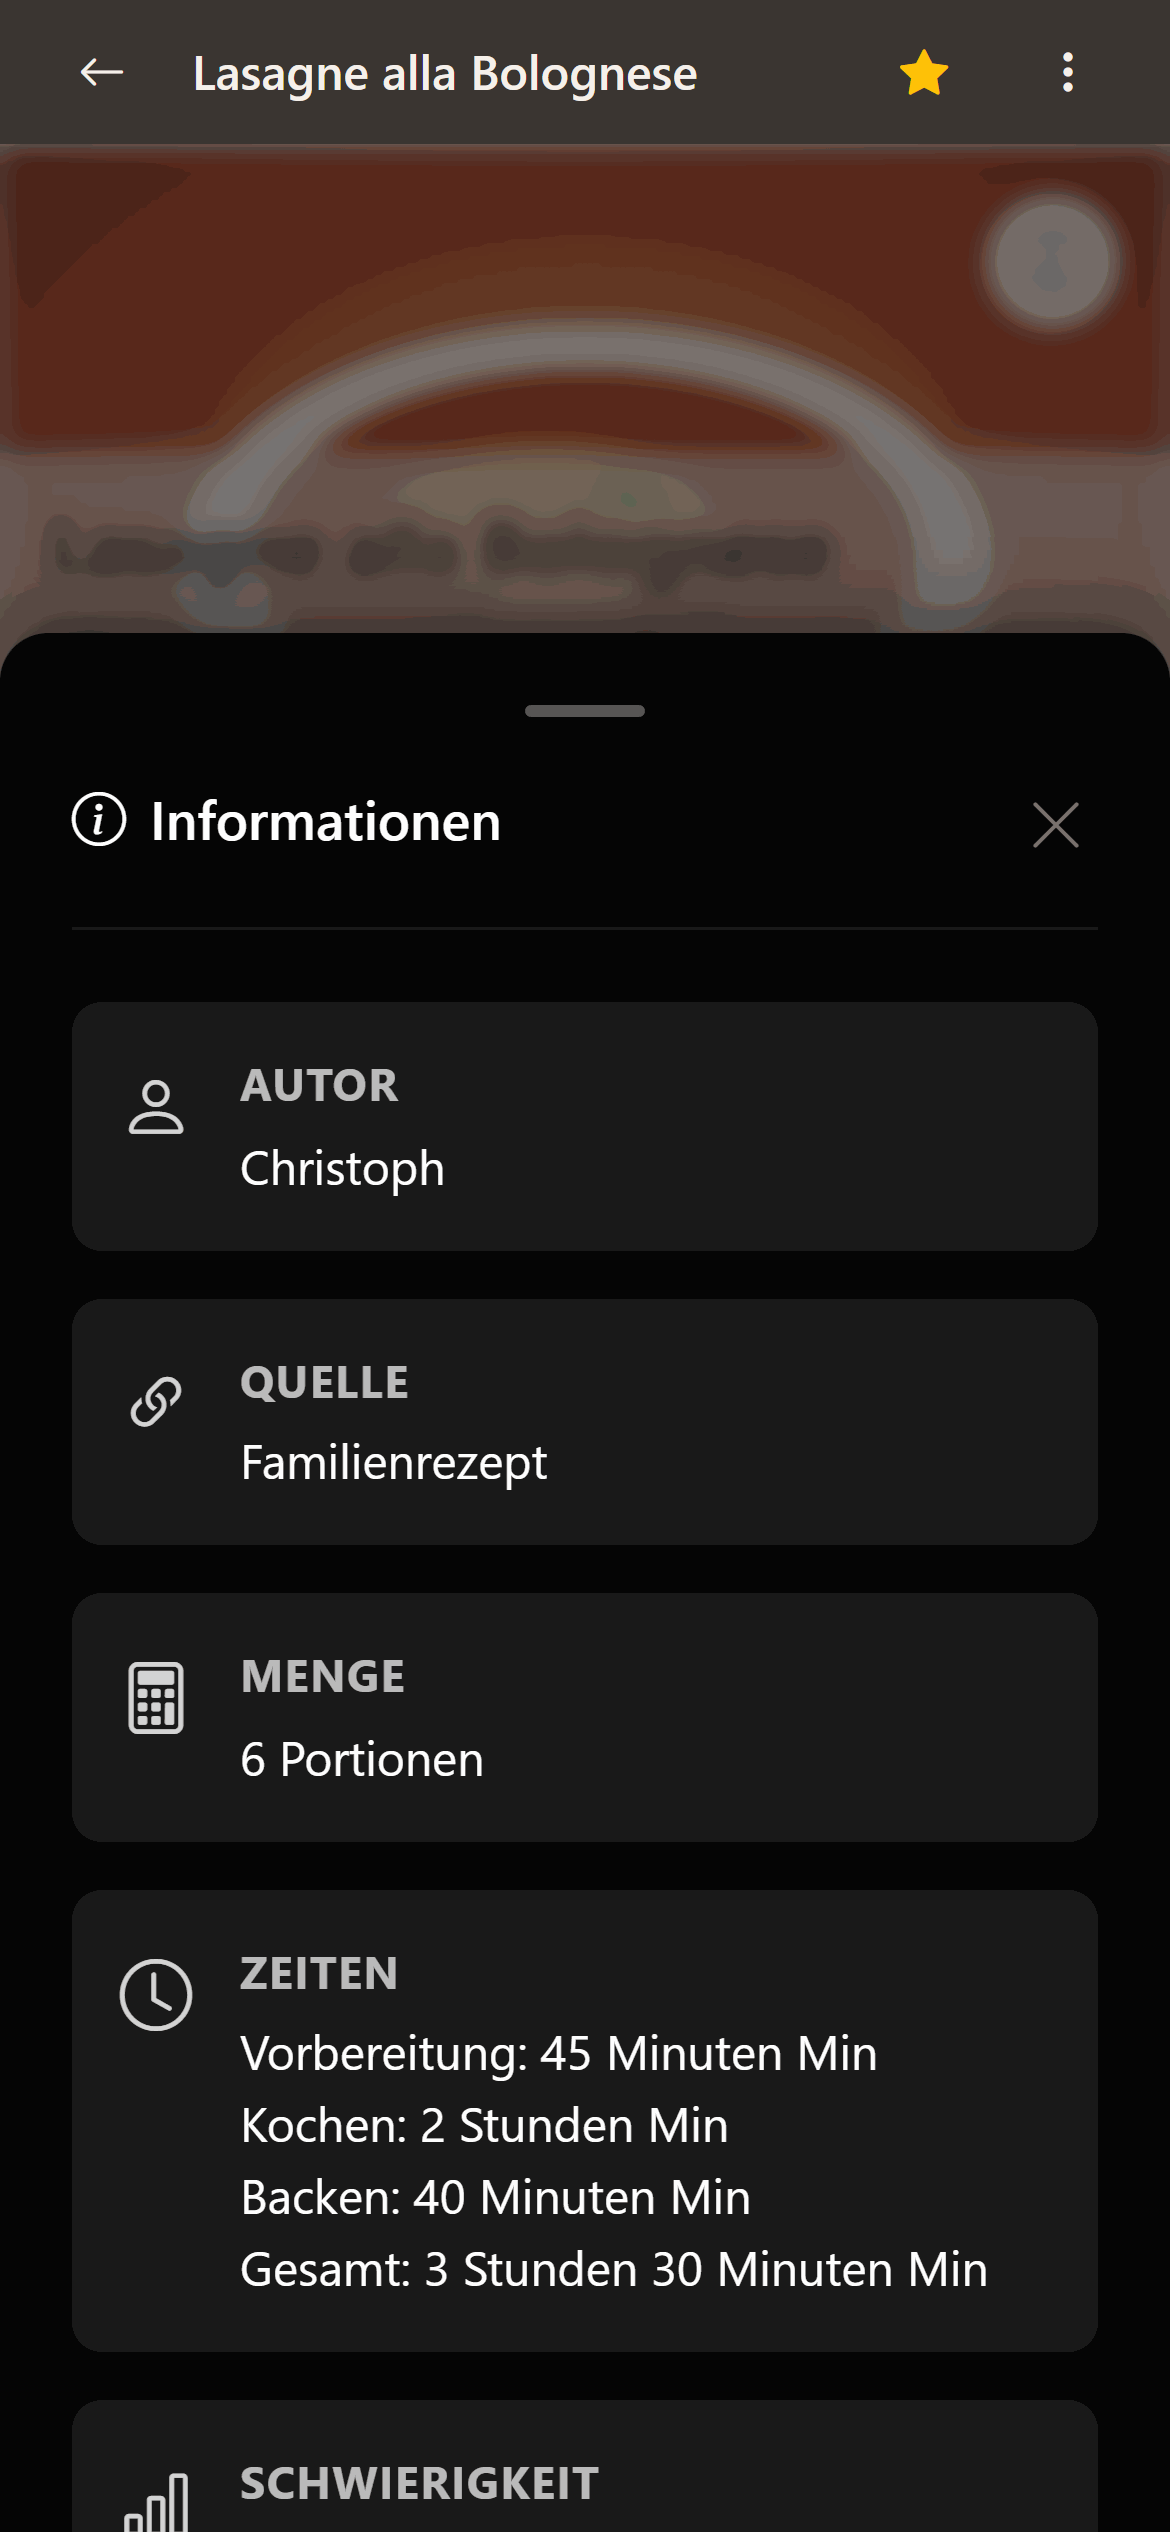 Lasagne alla Bolognese
Informationen
AUTOR
Christoph
QUELLE
Familienrezept
MENGE
6 Portionen
ZEITEN
Vorbereitung: 45 Minuten Min
Kochen: 2 Stunden Min
Backen: 40 Minuten Min
Gesamt: 3 Stunden 30 Minuten Min
SCHWIERIGKEIT